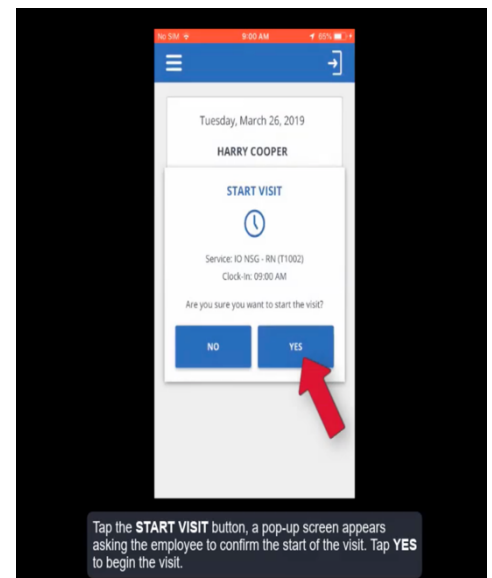 No SIM 9:00 AM 65%
Tuesday, March 26, 2019
HARRY COOPER
START VISIT
Service: IO NSG - RN (T1002)
Clock-In: 09:00 AM
Are you sure you want to start the visit?
NO YES
Tap the START VISIT button, a pop-up screen appears
asking the employee to confirm the start of the visit. Tap YES
to begin the visit.